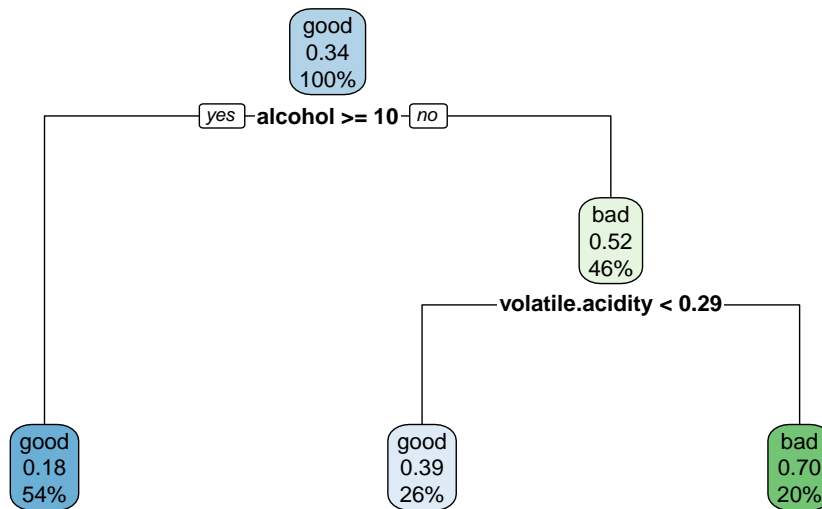 good
0.34
100%
yes alcohol >= 10 no
bad
0.52
46%
volatile.acidity < 0.29
good
0.18
54%
good
0.39
26%
bad
0.70
20%